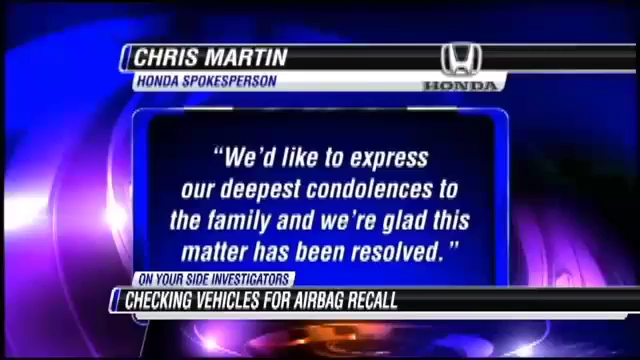 CHRIS MARTIN
HONDA SPOKESPERSON
HONDA
“We’d like to express
our deepest condolences to
the family and we’re glad this
matter has been resolved.”
ON YOUR SIDE INVESTIGATORS
CHECKING VEHICLES FOR AIRBAG RECALL